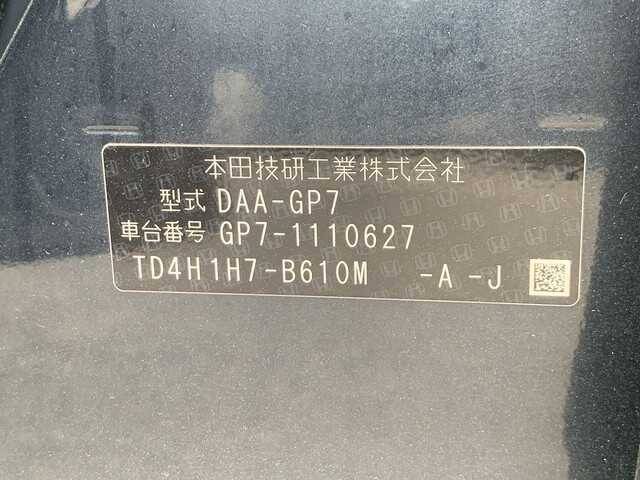 本田技研工業株式会社
型式 DAA-GP7
車台番号 GP7-1110627
TD4H1H7-B610M -A -J